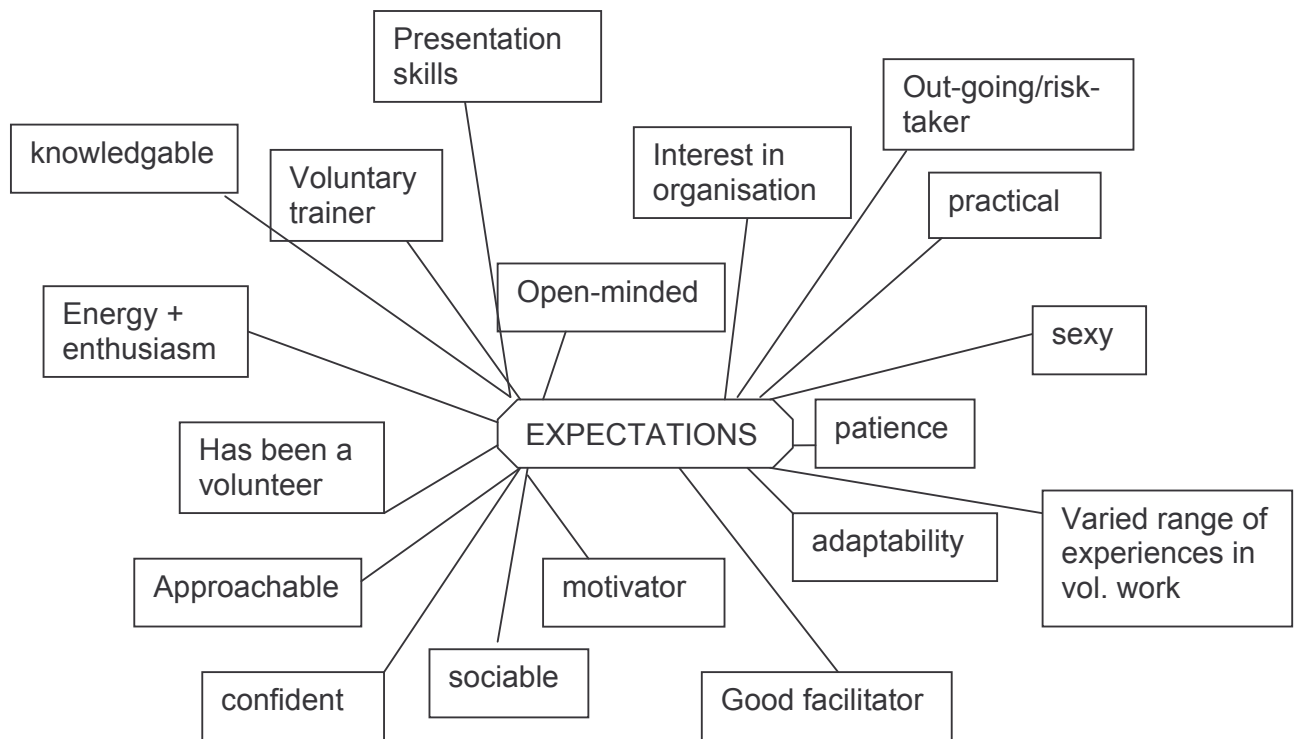 Presentation
skills
Out-going/risk-
taker
knowledgable
Voluntary
trainer
Interest in
organisation
practical
Open-minded
Energy +
enthusiasm
sexy
EXPECTATIONS
patience
Has been a
volunteer
adaptability
Varied range of
experiences in
vol. work
Approachable
motivator
sociable
confident
Good facilitator